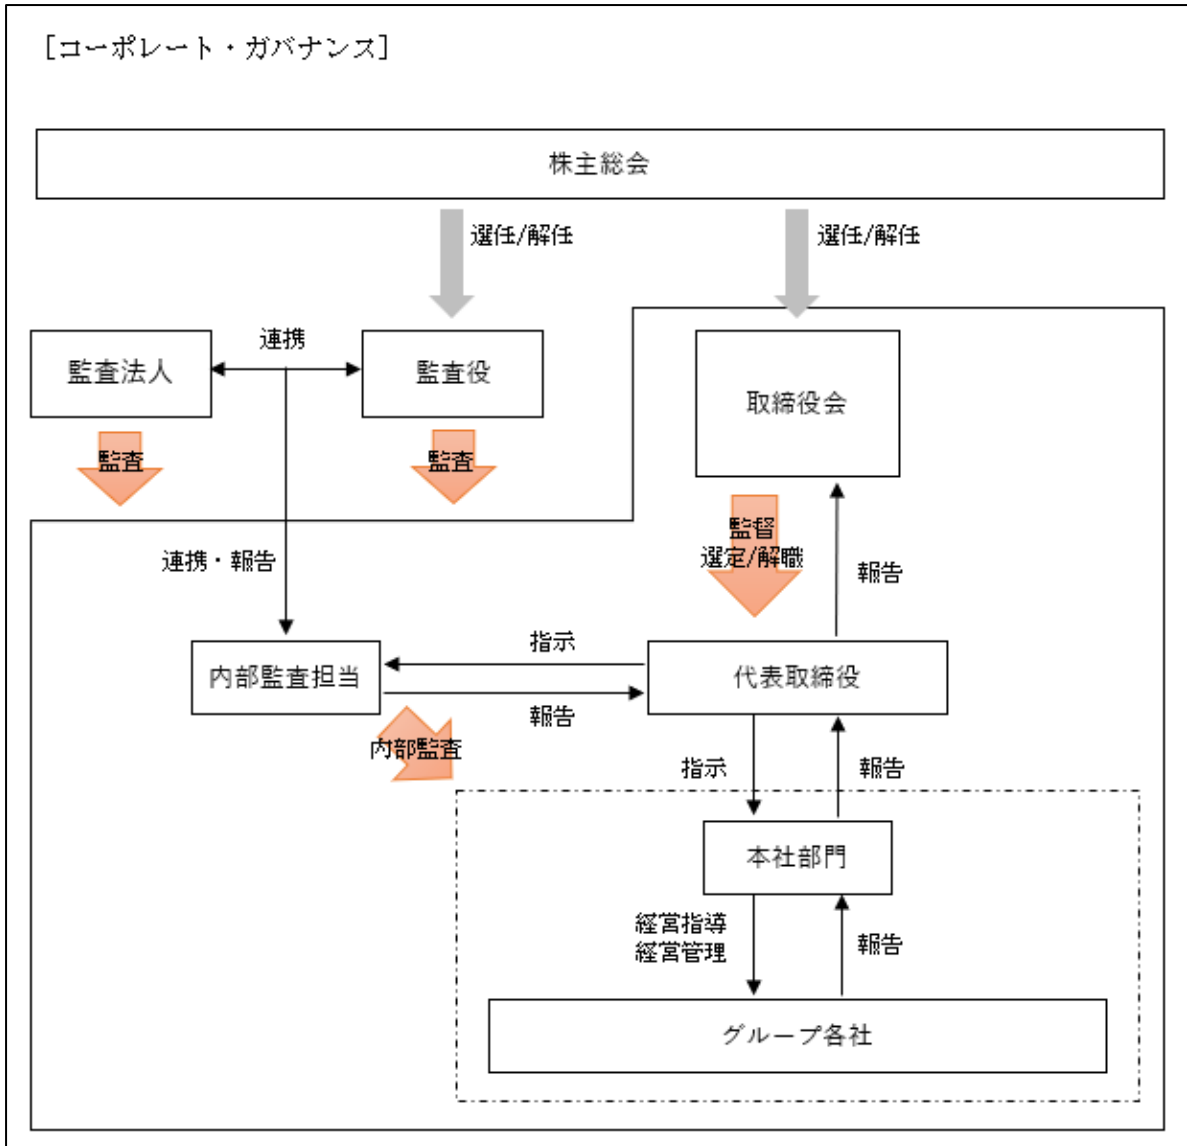 [コーポレート・ガバナンス]
株主総会
選任/解任
選任/解任
監査法人
連携
監査役
取締役会
監査
監査
監督
選定/解職
連携・報告
報告
内部監査担当
指示
報告
代表取締役
内部監査
指示
報告
本社部門
経営指導
経営管理
報告
グループ各社